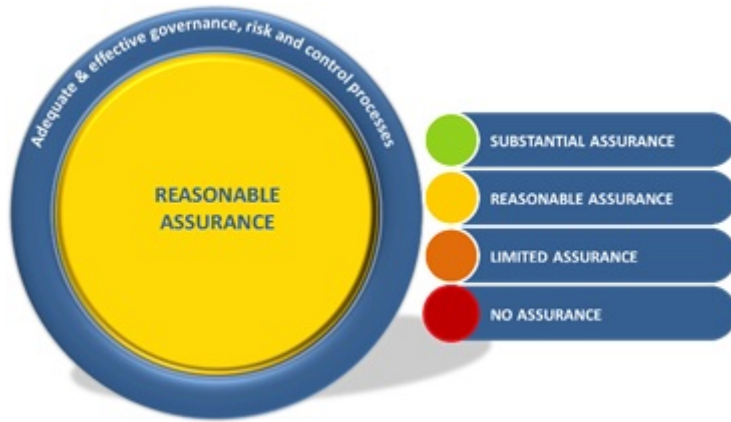 Adequate & effective governance, risk and control processes
REASONABLE
ASSURANCE
SUBSTANTIAL ASSURANCE
REASONABLE ASSURANCE
LIMITED ASSURANCE
NO ASSURANCE